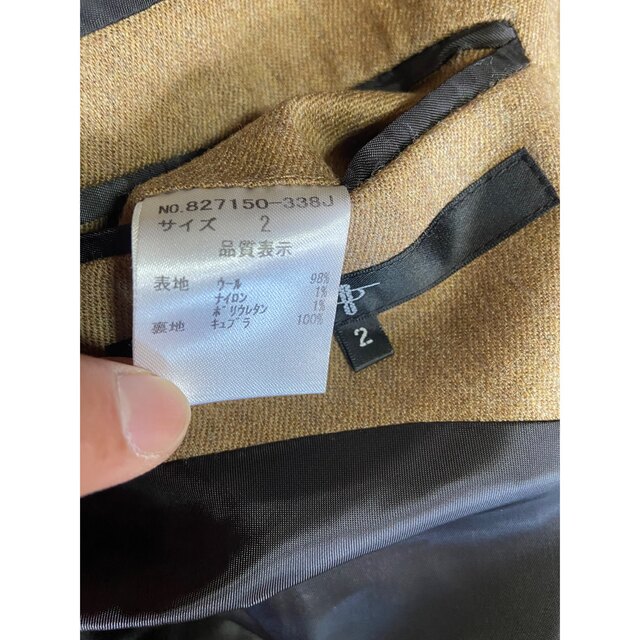 NO.827150-338J
サイズ 2
品質表示
表地 ウール 98%
ナイロン 1%
ポリウレタン 1%
裏地 キュプラ 100%
2